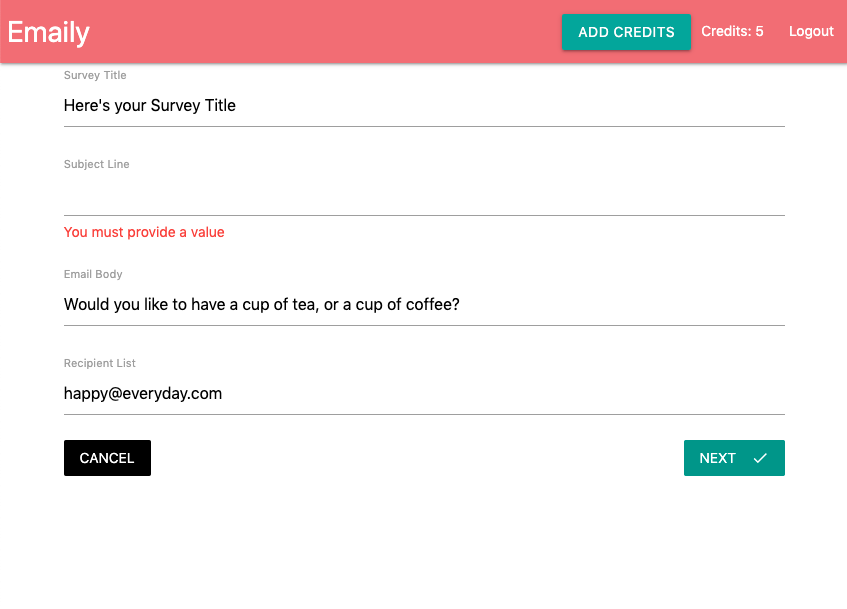 Emaily
ADD CREDITS
Credits: 5
Logout
Survey Title
Here's your Survey Title
Subject Line
You must provide a value
Email Body
Would you like to have a cup of tea, or a cup of coffee?
Recipient List
happy@everyday.com
CANCEL
NEXT